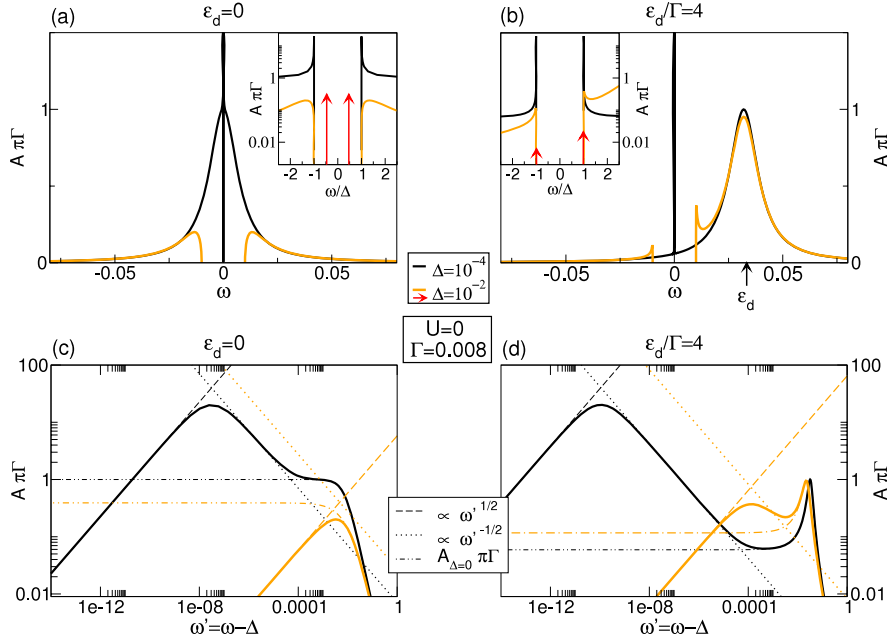 (a)
ε_d=0
1
0
A πΓ
-0.05
0
0.05
ω
1
0.01
A πΓ
-2
-1
0
1
2
ω/Δ
(b)
ε_d/Γ=4
1
0
A πΓ
-0.05
0
0.05
ω
ε_d
1
0.01
A πΓ
-2
-1
0
1
2
ω/Δ
Δ=10^-4
Δ=10^-2
U=0
Γ=0.008
(c)
ε_d=0
100
1
0.01
A πΓ
1e-12
1e-08
0.0001
1
ω'=ω-Δ
∝ ω'^1/2
∝ ω'^-1/2
A_Δ=0 πΓ
(d)
ε_d/Γ=4
100
1
0.01
A πΓ
1e-12
1e-08
0.0001
1
ω'=ω-Δ